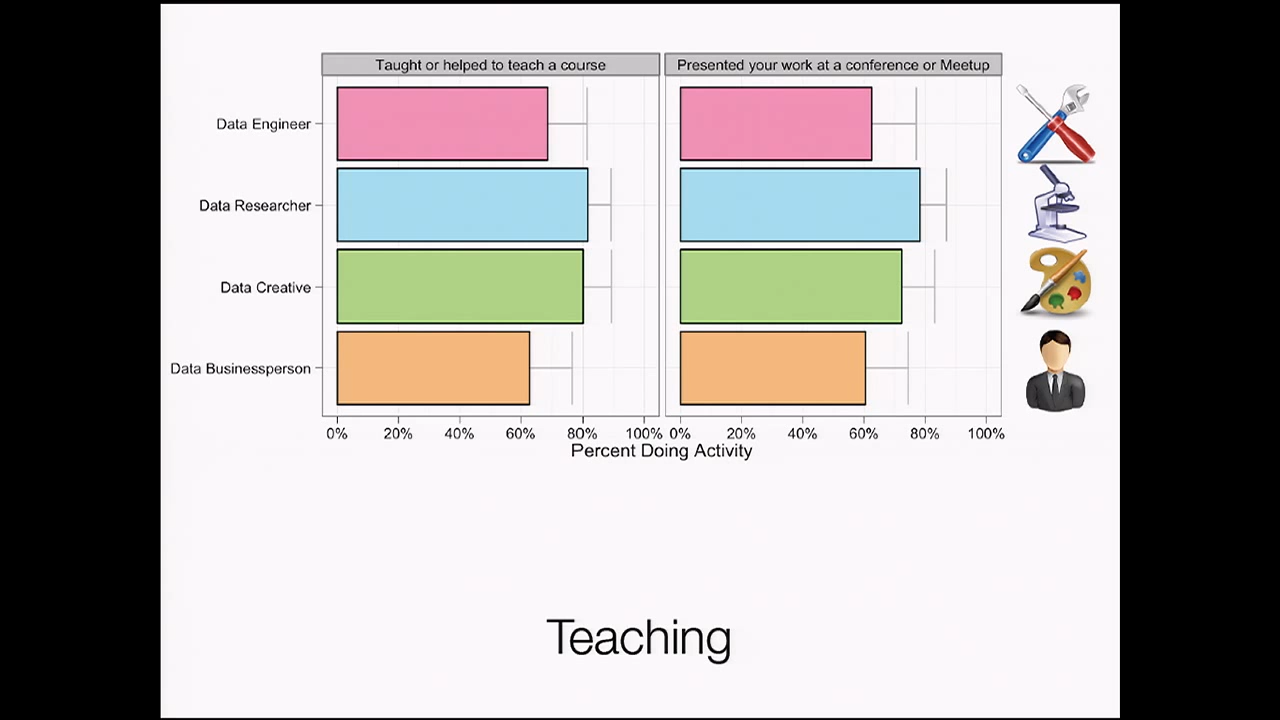 Taught or helped to teach a course
Presented your work at a conference or Meetup
Data Engineer
Data Researcher
Data Creative
Data Businessperson
0% 20% 40% 60% 80% 100% 0% 20% 40% 60% 80% 100%
Percent Doing Activity
Teaching